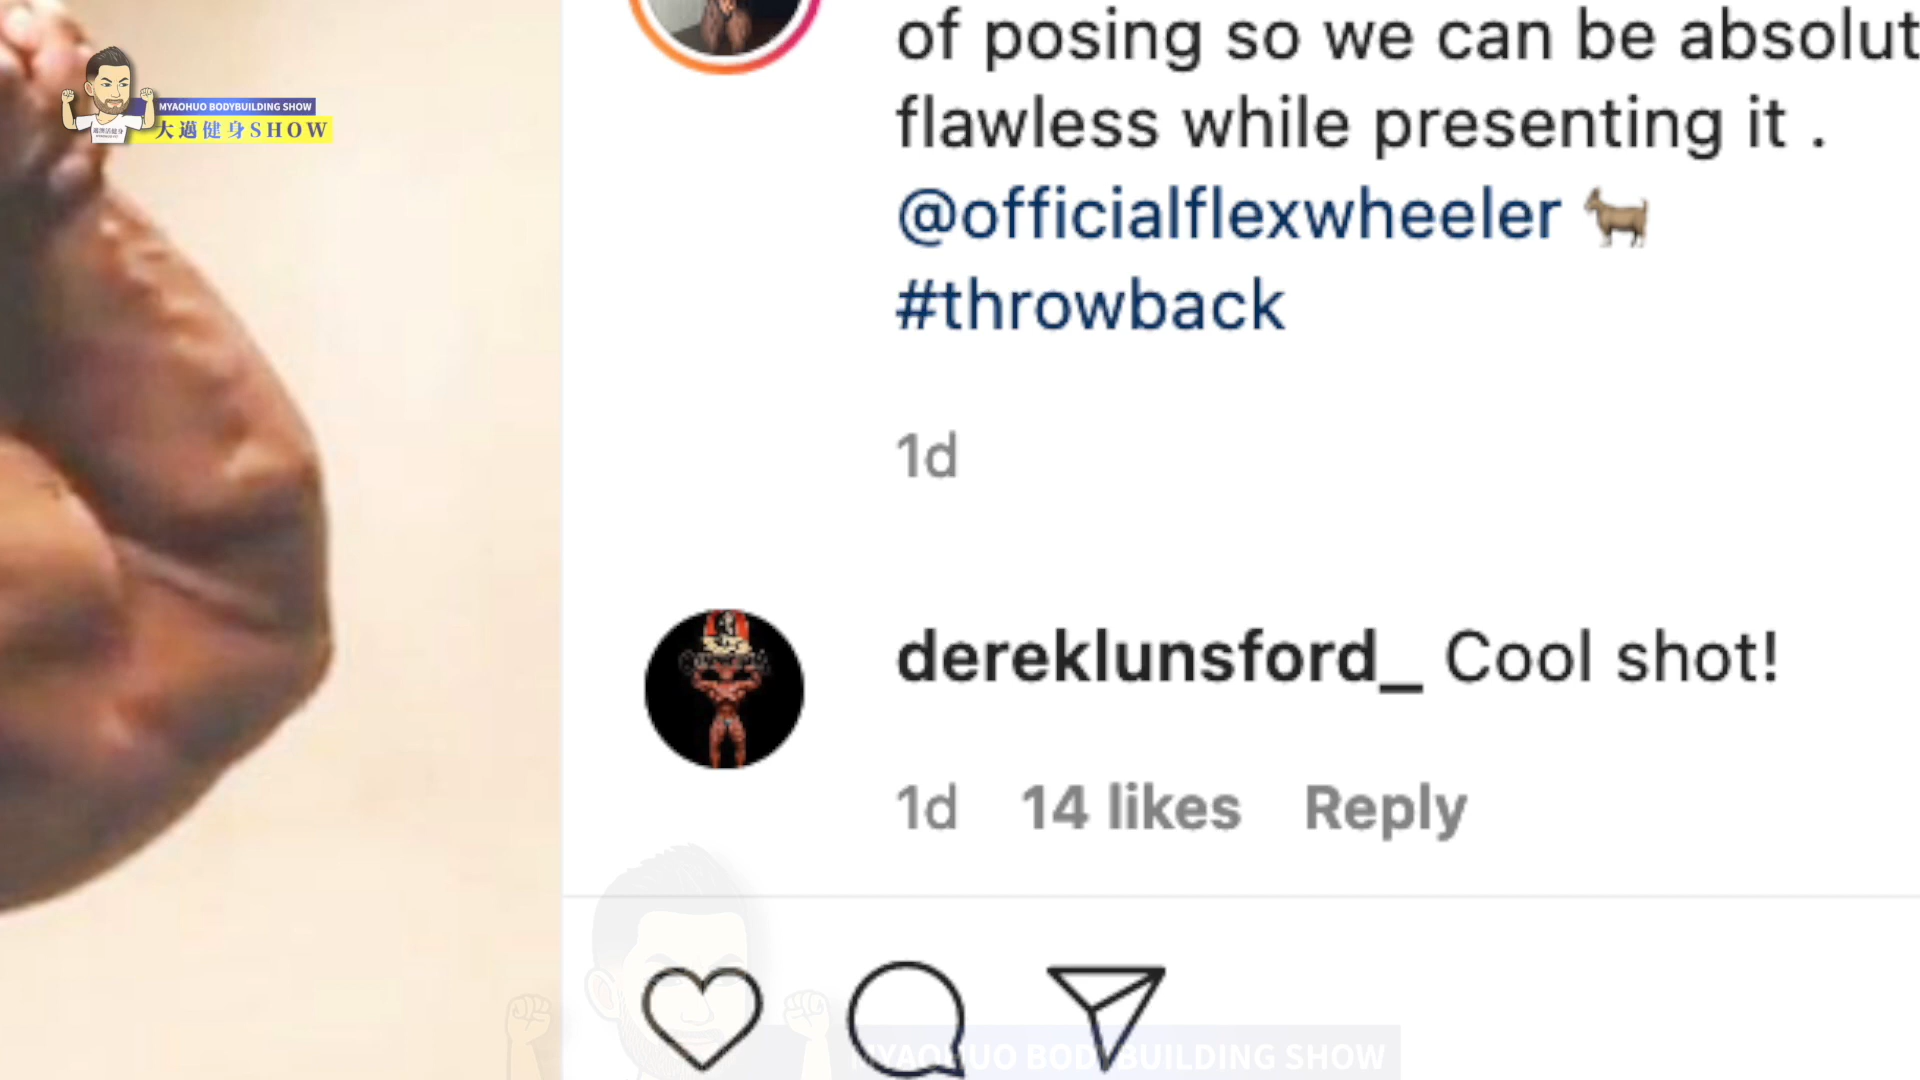 MYAOHUO BODYBUILDING SHOW
大邁健身SHOW
of posing so we can be absolut
flawless while presenting it .
@officialflexwheeler
#throwback
1d
dereklunsford_ Cool shot!
1d 14 likes Reply
MYAOHUO BODYBUILDING SHOW